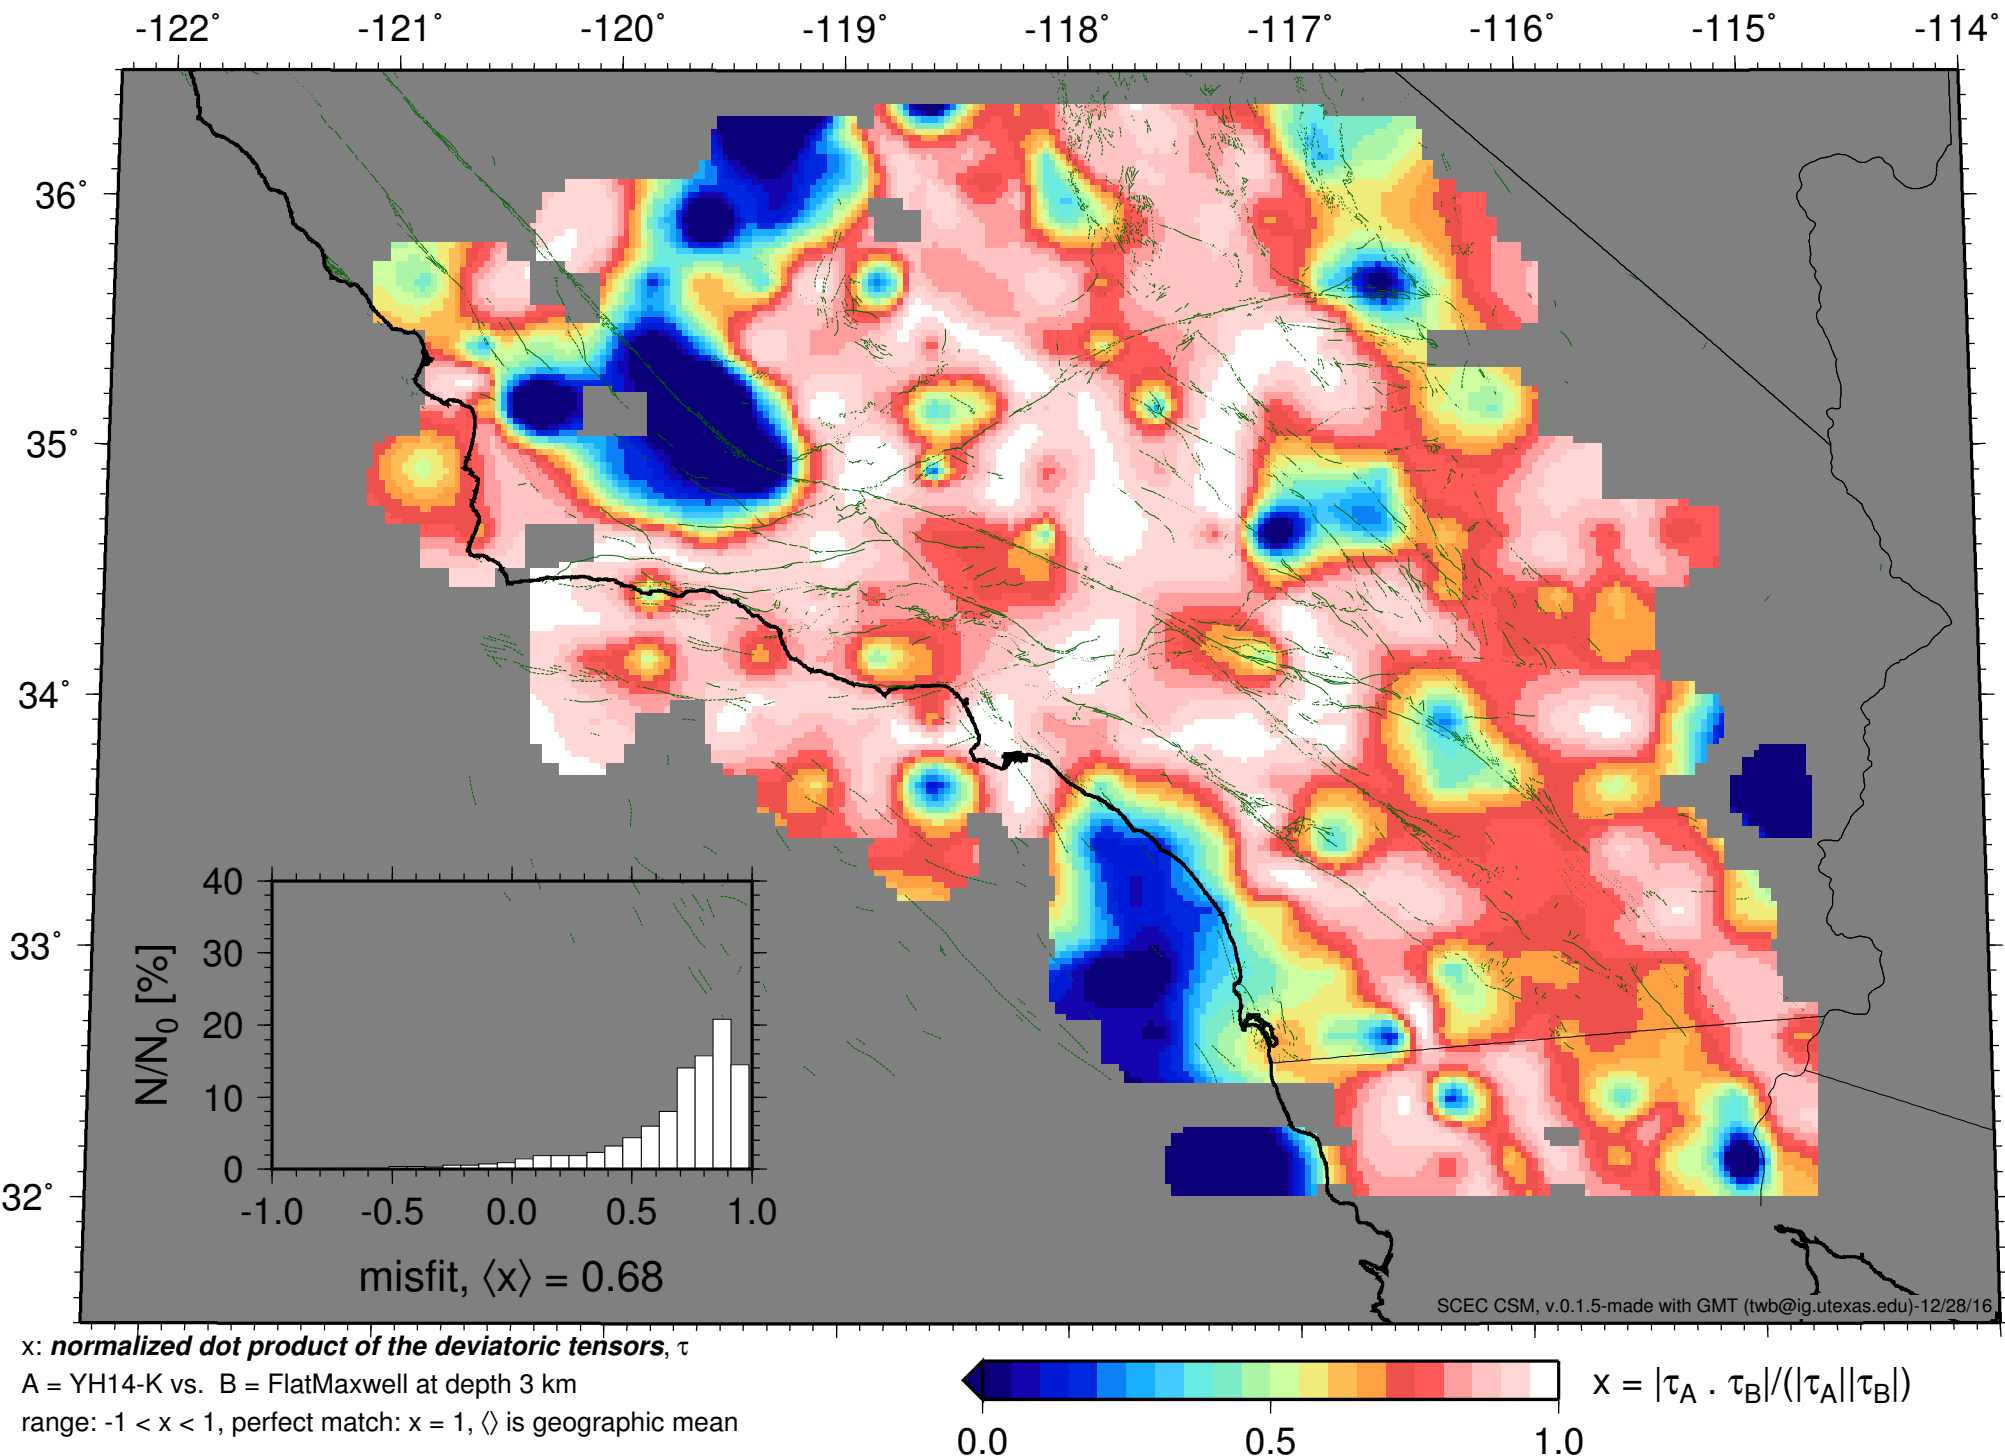 -122° -121° -120° -119° -118° -117° -116° -115° -114°
36°
35°
34°
33°
32°
40
30
20
10
0
N/N0 [%]
-1.0 -0.5 0.0 0.5 1.0
misfit, ⟨x⟩ = 0.68
SCEC CSM, v.0.1.5-made with GMT (twb@ig.utexas.edu)-12/28/16
x: normalized dot product of the deviatoric tensors, τ
A = YH14-K vs. B = FlatMaxwell at depth 3 km
range: -1 < x < 1, perfect match: x = 1, ⟨⟩ is geographic mean
x = |τA . τB|/(|τA||τB|)
0.0 0.5 1.0